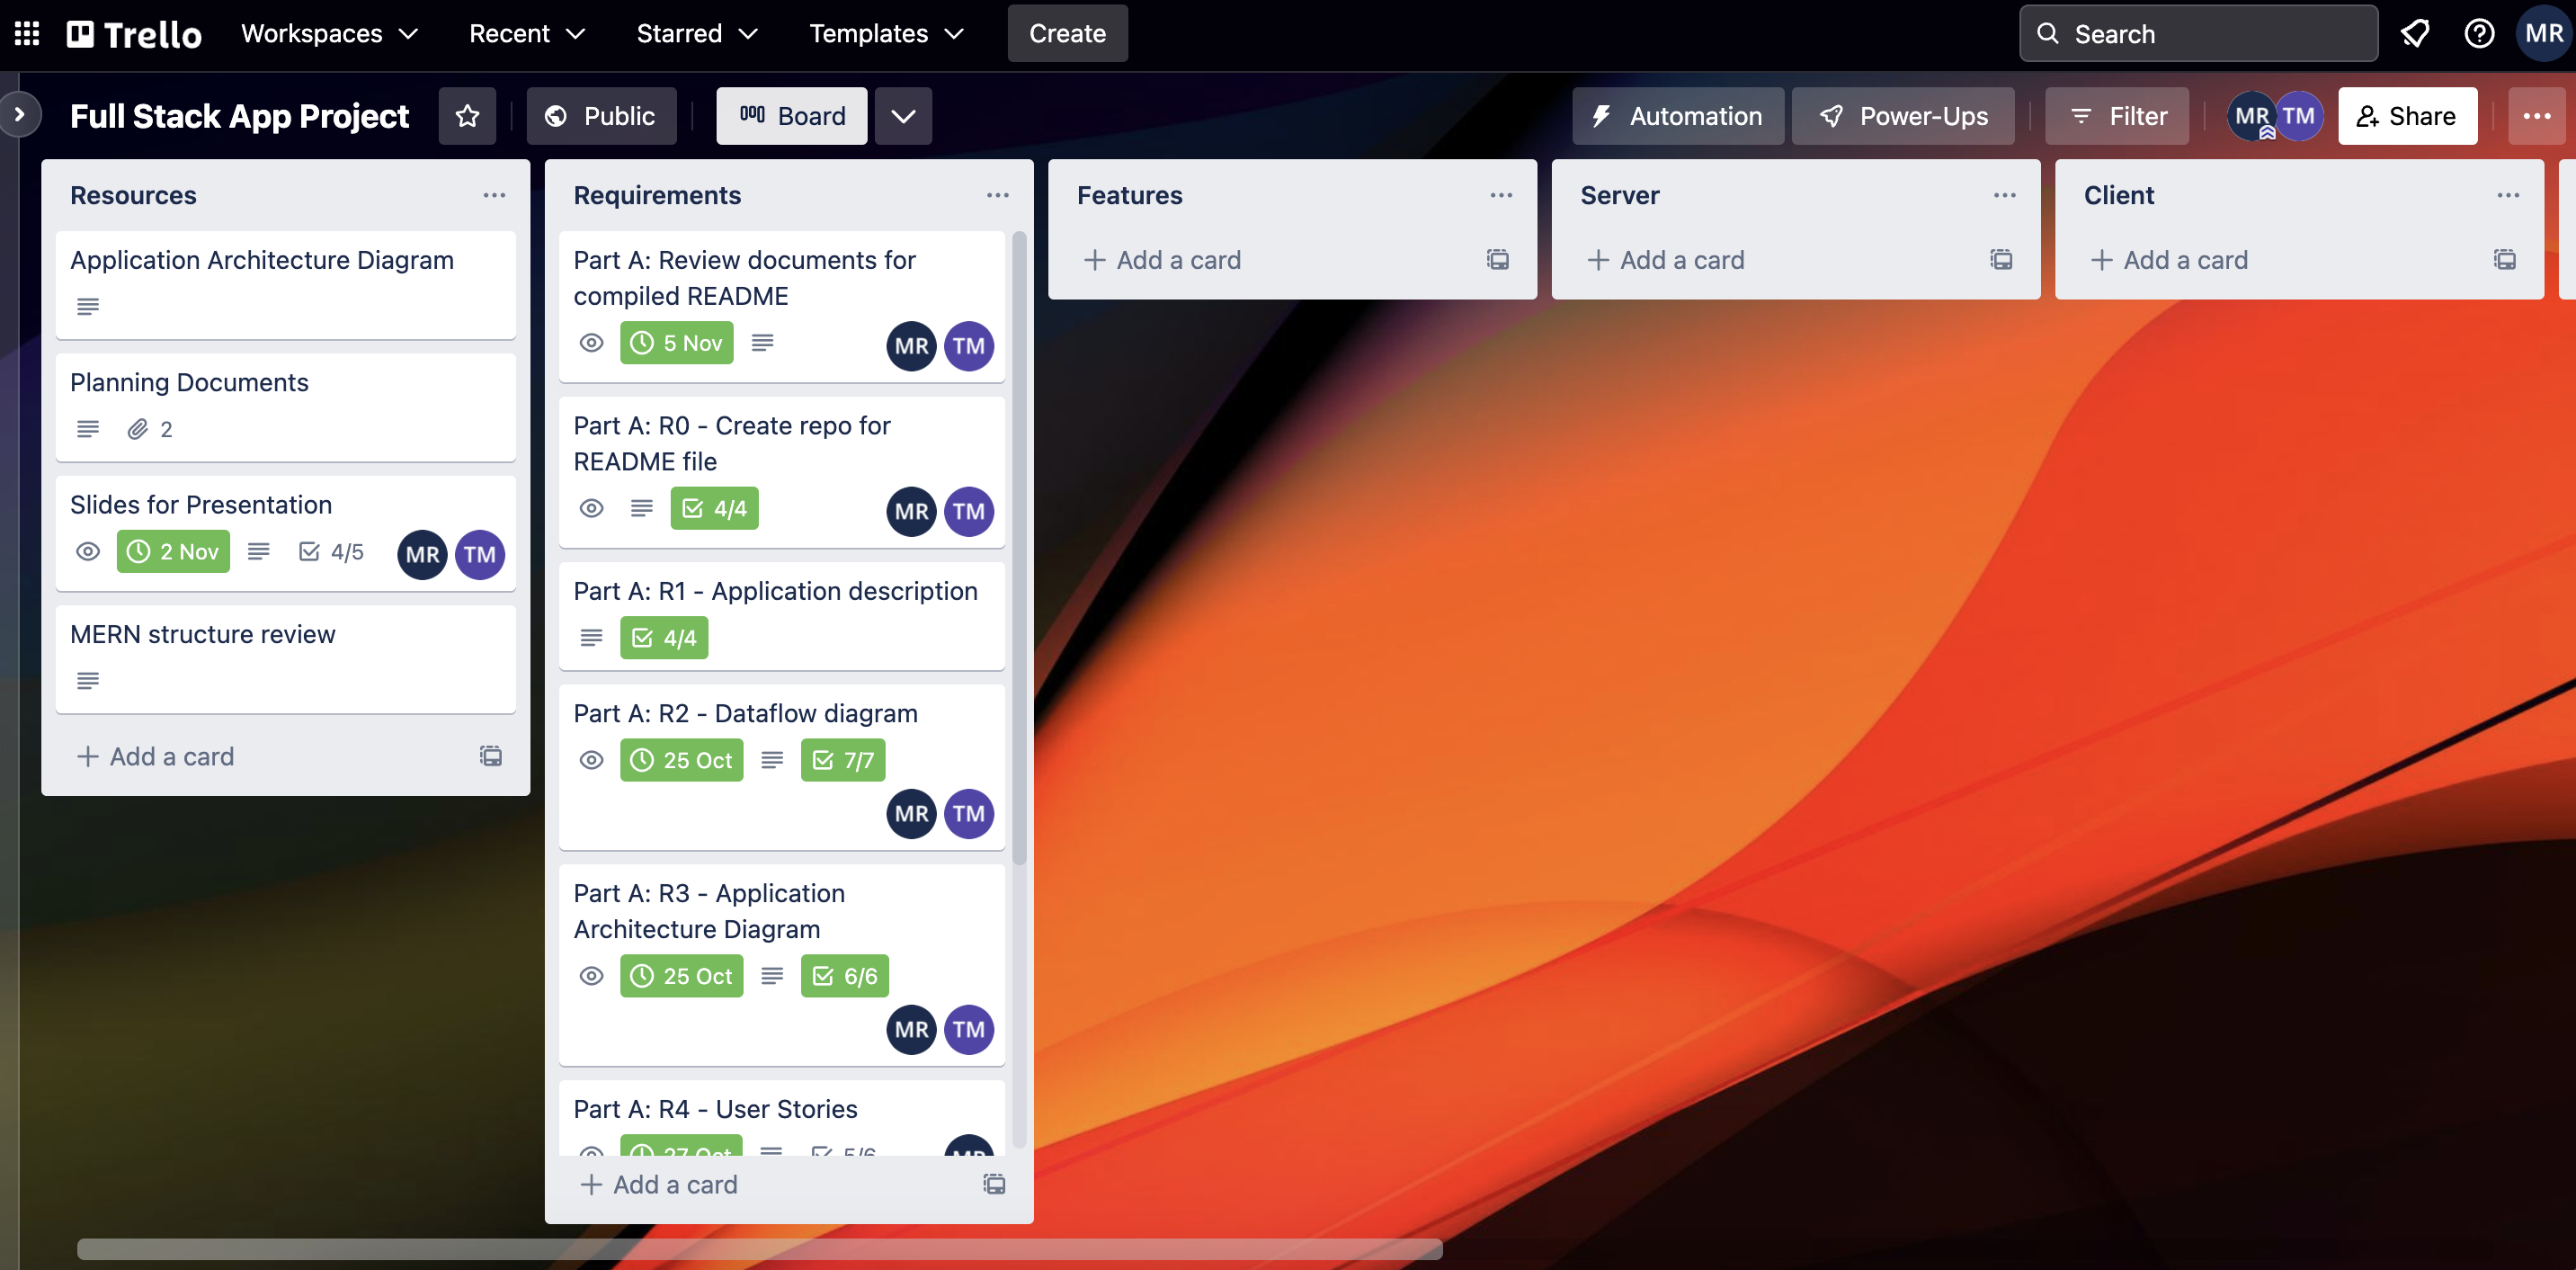 Trello
Workspaces
Recent
Starred
Templates
Create
Search
MR
Full Stack App Project
Public
Board
Automation
Power-Ups
Filter
MR
TM
Share
Resources
Application Architecture Diagram
Planning Documents
2
Slides for Presentation
2 Nov
4/5
MR
TM
MERN structure review
Add a card
Requirements
Part A: Review documents for
compiled README
5 Nov
MR
TM
Part A: R0 - Create repo for
README file
4/4
MR
TM
Part A: R1 - Application description
4/4
Part A: R2 - Dataflow diagram
25 Oct
7/7
MR
TM
Part A: R3 - Application
Architecture Diagram
25 Oct
6/6
MR
TM
Part A: R4 - User Stories
27 Oct
5/6
MR
Add a card
Features
Add a card
Server
Add a card
Client
Add a card